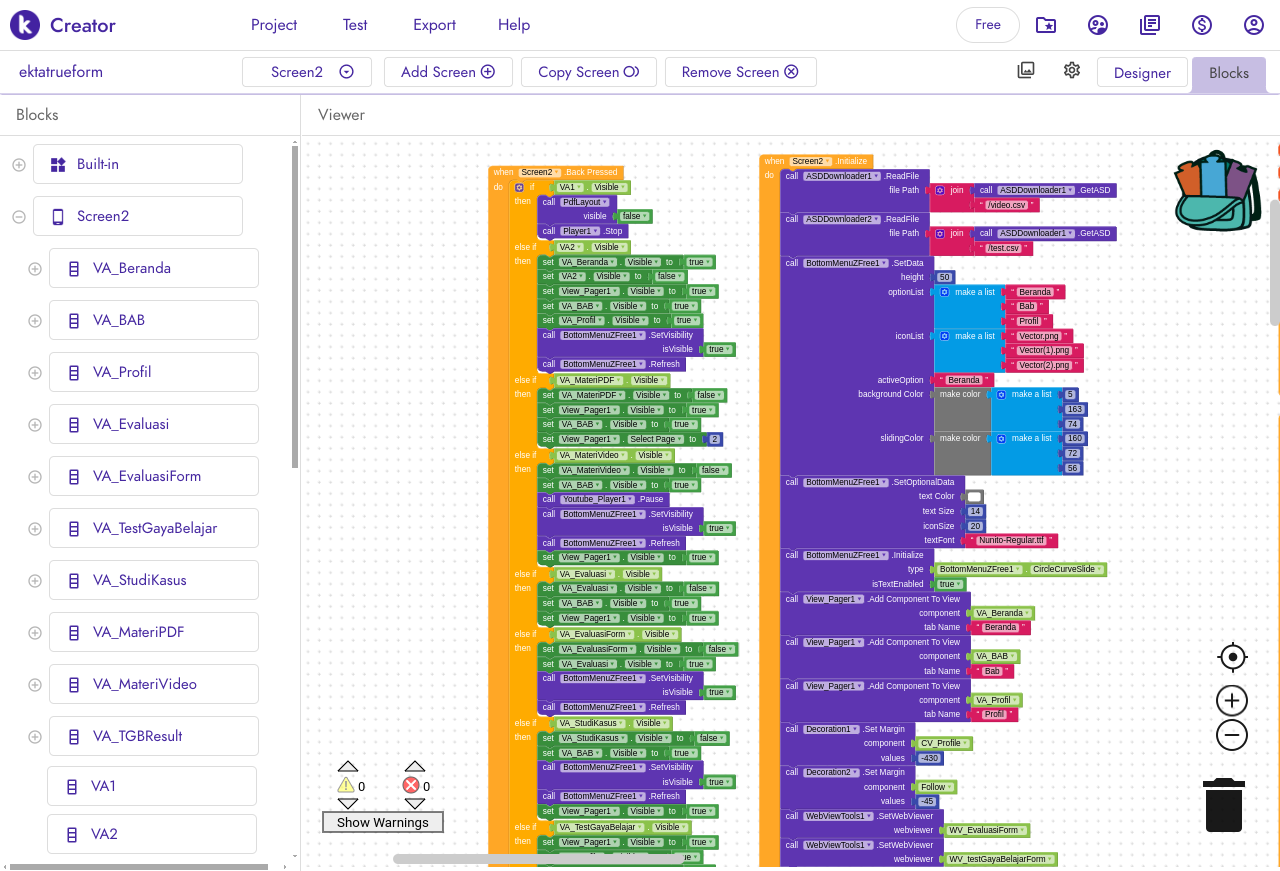 Creator
Project Test Export Help
Free
ektatrueform
Screen2
Add Screen
Copy Screen
Remove Screen
Designer
Blocks
Blocks
Viewer
Built-in
Screen2
VA_Beranda
VA_BAB
VA_Profil
VA_Evaluasi
VA_EvaluasiForm
VA_TestGayaBelajar
VA_StudiKasus
VA_MateriPDF
VA_MateriVideo
VA_TGBResult
VA1
VA2
when Screen2 .Back Pressed
do if VA1 . Visible
then call PdfLayout
visible false
call Player1 .Stop
else if VA2 . Visible
then set VA_Beranda . Visible to true
set VA2 . Visible to false
set View_Pager1 . Visible to true
set VA_BAB . Visible to true
set VA_Profil . Visible to true
call BottomMenuZFree1 .SetVisibility
isVisible true
call BottomMenuZFree1 .Refresh
else if VA_MateriPDF . Visible
then set VA_MateriPDF . Visible to false
set View_Pager1 . Visible to true
set VA_BAB . Visible to true
set View_Pager1 . Select Page to 2
else if VA_MateriVideo . Visible
then set VA_MateriVideo . Visible to false
set VA_BAB . Visible to true
call Youtube_Player1 .Pause
call BottomMenuZFree1 .SetVisibility
isVisible true
call BottomMenuZFree1 .Refresh
set View_Pager1 . Visible to true
else if VA_Evaluasi . Visible
then set VA_Evaluasi . Visible to false
set VA_BAB . Visible to true
set View_Pager1 . Visible to true
else if VA_EvaluasiForm . Visible
then set VA_EvaluasiForm . Visible to false
set VA_Evaluasi . Visible to true
call BottomMenuZFree1 .SetVisibility
isVisible true
call BottomMenuZFree1 .Refresh
else if VA_StudiKasus . Visible
then set VA_StudiKasus . Visible to false
set VA_BAB . Visible to true
call BottomMenuZFree1 .SetVisibility
isVisible true
call BottomMenuZFree1 .Refresh
set View_Pager1 . Visible to true
else if VA_TestGayaBelajar . Visible
then set View_Pager1 . Visible to true
when Screen2 .Initialize
do call ASDDownloader1 .ReadFile
file Path join call ASDDownloader1 .GetASD
" /video.csv "
call ASDDownloader2 .ReadFile
file Path join call ASDDownloader1 .GetASD
" /test.csv "
call BottomMenuZFree1 .SetData
height 50
optionList make a list " Beranda "
" Bab "
" Profil "
iconList make a list " Vector.png "
" Vector(1).png "
" Vector(2).png "
activeOption " Beranda "
background Color make color make a list 5
163
74
slidingColor make color make a list 160
72
56
call BottomMenuZFree1 .SetOptionalData
text Color
text Size 14
iconSize 20
textFont " Nunito-Regular.ttf "
call BottomMenuZFree1 .Initialize
type BottomMenuZFree1 . CircleCurveSlide
isTextEnabled true
call View_Pager1 .Add Component To View
component VA_Beranda
tab Name " Beranda "
call View_Pager1 .Add Component To View
component VA_BAB
tab Name " Bab "
call View_Pager1 .Add Component To View
component VA_Profil
tab Name " Profil "
call Decoration1 .Set Margin
component CV_Profile
values -430
call Decoration2 .Set Margin
component Follow
values -45
call WebViewTools1 .SetWebViewer
webviewer WV_EvaluasiForm
call WebViewTools1 .SetWebViewer
webviewer WV_testGayaBelajarForm
0 0
Show Warnings